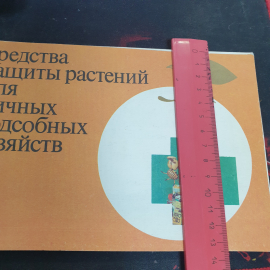 редства
ащиты растений
ля
ичных
одсобных
озяйств